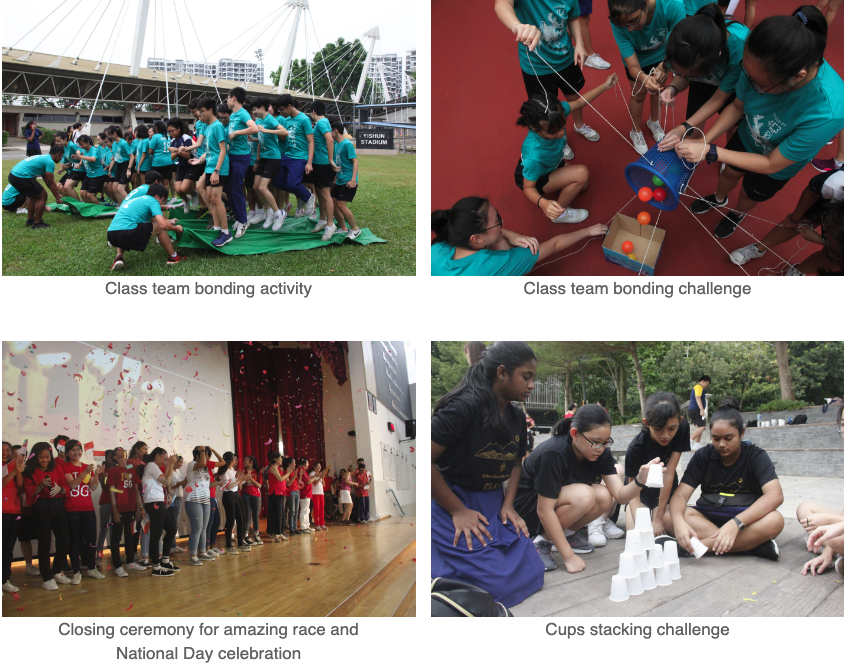 YISHUN
STADIUM
Class team bonding activity
Class team bonding challenge
SG
Closing ceremony for amazing race and
National Day celebration
Cups stacking challenge